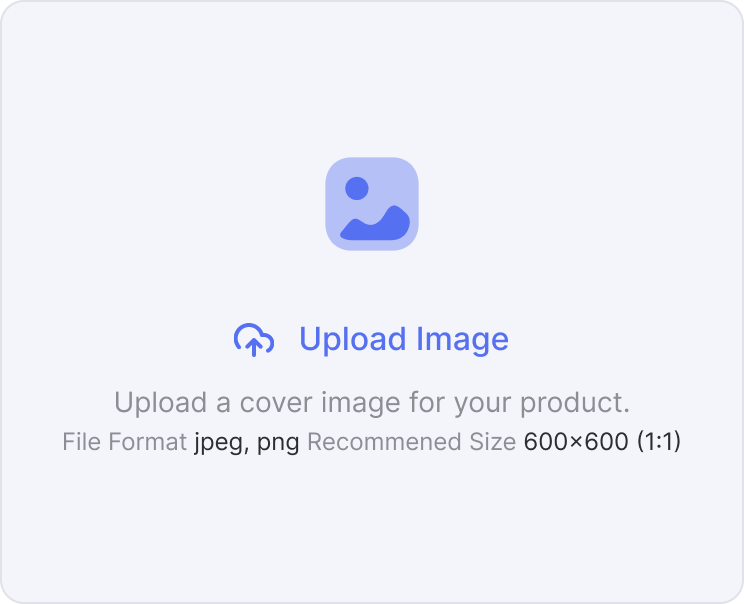 Upload Image
Upload a cover image for your product.
File Format jpeg, png Recommened Size 600×600 (1:1)